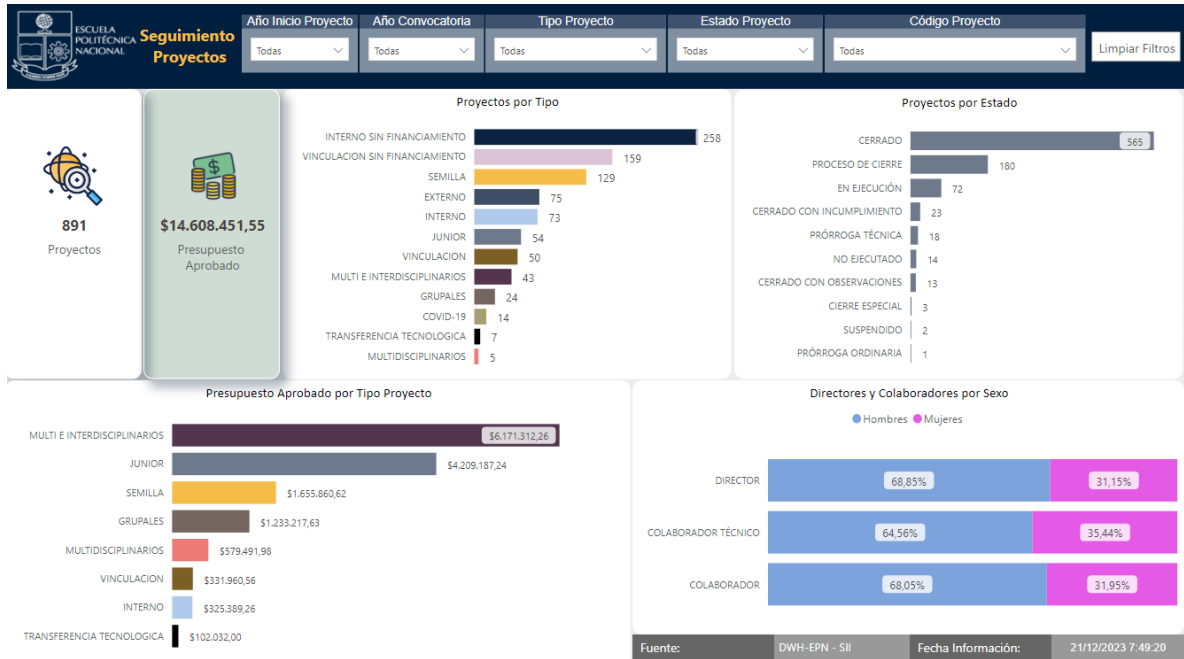 ESCUELA
POLITÉCNICA
NACIONAL
Seguimiento
Proyectos
Año Inicio Proyecto
Todas
Año Convocatoria
Todas
Tipo Proyecto
Todas
Estado Proyecto
Todas
Código Proyecto
Todas
Limpiar Filtros
891
Proyectos
$14.608.451,55
Presupuesto
Aprobado
Proyectos por Tipo
INTERNO SIN FINANCIAMIENTO 258
VINCULACION SIN FINANCIAMIENTO 159
SEMILLA 129
EXTERNO 75
INTERNO 73
JUNIOR 54
VINCULACION 50
MULTI E INTERDISCIPLINARIOS 43
GRUPALES 24
COVID-19 14
TRANSFERENCIA TECNOLOGICA 7
MULTIDISCIPLINARIOS 5
Proyectos por Estado
CERRADO 565
PROCESO DE CIERRE 180
EN EJECUCIÓN 72
CERRADO CON INCUMPLIMIENTO 23
PRÓRROGA TÉCNICA 18
NO EJECUTADO 14
CERRADO CON OBSERVACIONES 13
CIERRE ESPECIAL 3
SUSPENDIDO 2
PRÓRROGA ORDINARIA 1
Presupuesto Aprobado por Tipo Proyecto
MULTI E INTERDISCIPLINARIOS $6.171.312,26
JUNIOR $4.209.187,24
SEMILLA $1.655.860,62
GRUPALES $1.233.217,63
MULTIDISCIPLINARIOS $579.491,98
VINCULACION $331.960,56
INTERNO $325.389,26
TRANSFERENCIA TECNOLOGICA $102.032,00
Directores y Colaboradores por Sexo
Hombres Mujeres
DIRECTOR 68,85% 31,15%
COLABORADOR TÉCNICO 64,56% 35,44%
COLABORADOR 68,05% 31,95%
Fuente: DWH-EPN - SII Fecha Información: 21/12/2023 7:49:20